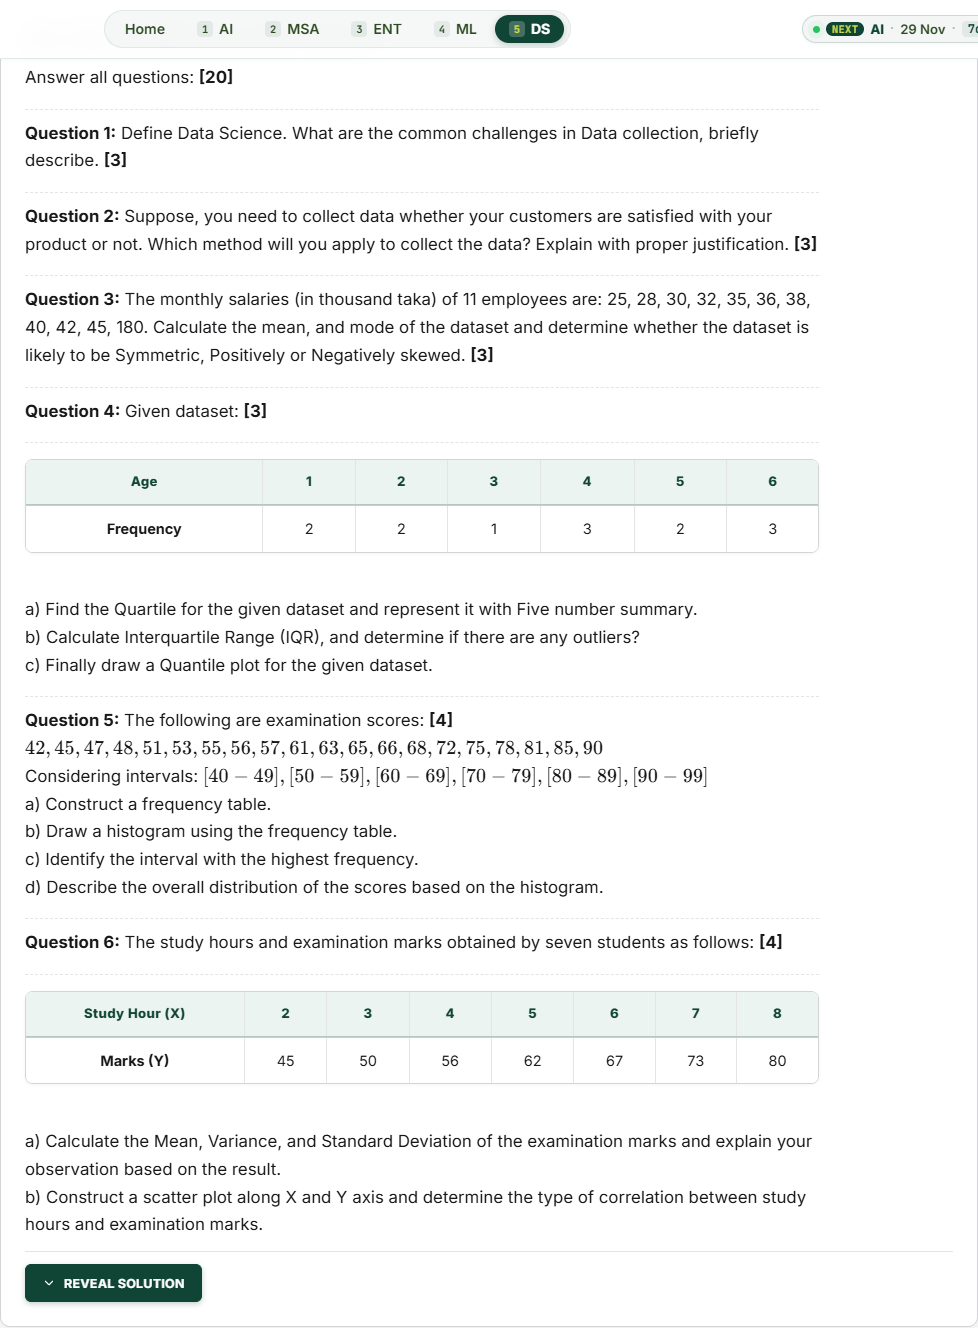 Home 1 AI 2 MSA 3 ENT 4 ML 5 DS NEXT AI · 29 Nov ·
Answer all questions: [20]
Question 1: Define Data Science. What are the common challenges in Data collection, briefly
describe. [3]
Question 2: Suppose, you need to collect data whether your customers are satisfied with your
product or not. Which method will you apply to collect the data? Explain with proper justification. [3]
Question 3: The monthly salaries (in thousand taka) of 11 employees are: 25, 28, 30, 32, 35, 36, 38,
40, 42, 45, 180. Calculate the mean, and mode of the dataset and determine whether the dataset is
likely to be Symmetric, Positively or Negatively skewed. [3]
Question 4: Given dataset: [3]
Age 1 2 3 4 5 6
Frequency 2 2 1 3 2 3
a) Find the Quartile for the given dataset and represent it with Five number summary.
b) Calculate Interquartile Range (IQR), and determine if there are any outliers?
c) Finally draw a Quantile plot for the given dataset.
Question 5: The following are examination scores: [4]
42, 45, 47, 48, 51, 53, 55, 56, 57, 61, 63, 65, 66, 68, 72, 75, 78, 81, 85, 90
Considering intervals: [40 − 49], [50 − 59], [60 − 69], [70 − 79], [80 − 89], [90 − 99]
a) Construct a frequency table.
b) Draw a histogram using the frequency table.
c) Identify the interval with the highest frequency.
d) Describe the overall distribution of the scores based on the histogram.
Question 6: The study hours and examination marks obtained by seven students as follows: [4]
Study Hour (X) 2 3 4 5 6 7 8
Marks (Y) 45 50 56 62 67 73 80
a) Calculate the Mean, Variance, and Standard Deviation of the examination marks and explain your
observation based on the result.
b) Construct a scatter plot along X and Y axis and determine the type of correlation between study
hours and examination marks.
REVEAL SOLUTION